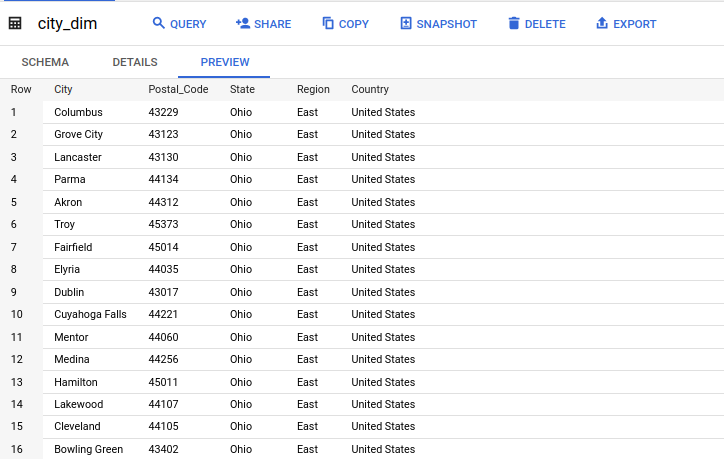 city_dim QUERY SHARE COPY SNAPSHOT DELETE EXPORT
SCHEMA DETAILS PREVIEW
Row City Postal_Code State Region Country
1 Columbus 43229 Ohio East United States
2 Grove City 43123 Ohio East United States
3 Lancaster 43130 Ohio East United States
4 Parma 44134 Ohio East United States
5 Akron 44312 Ohio East United States
6 Troy 45373 Ohio East United States
7 Fairfield 45014 Ohio East United States
8 Elyria 44035 Ohio East United States
9 Dublin 43017 Ohio East United States
10 Cuyahoga Falls 44221 Ohio East United States
11 Mentor 44060 Ohio East United States
12 Medina 44256 Ohio East United States
13 Hamilton 45011 Ohio East United States
14 Lakewood 44107 Ohio East United States
15 Cleveland 44105 Ohio East United States
16 Bowling Green 43402 Ohio East United States